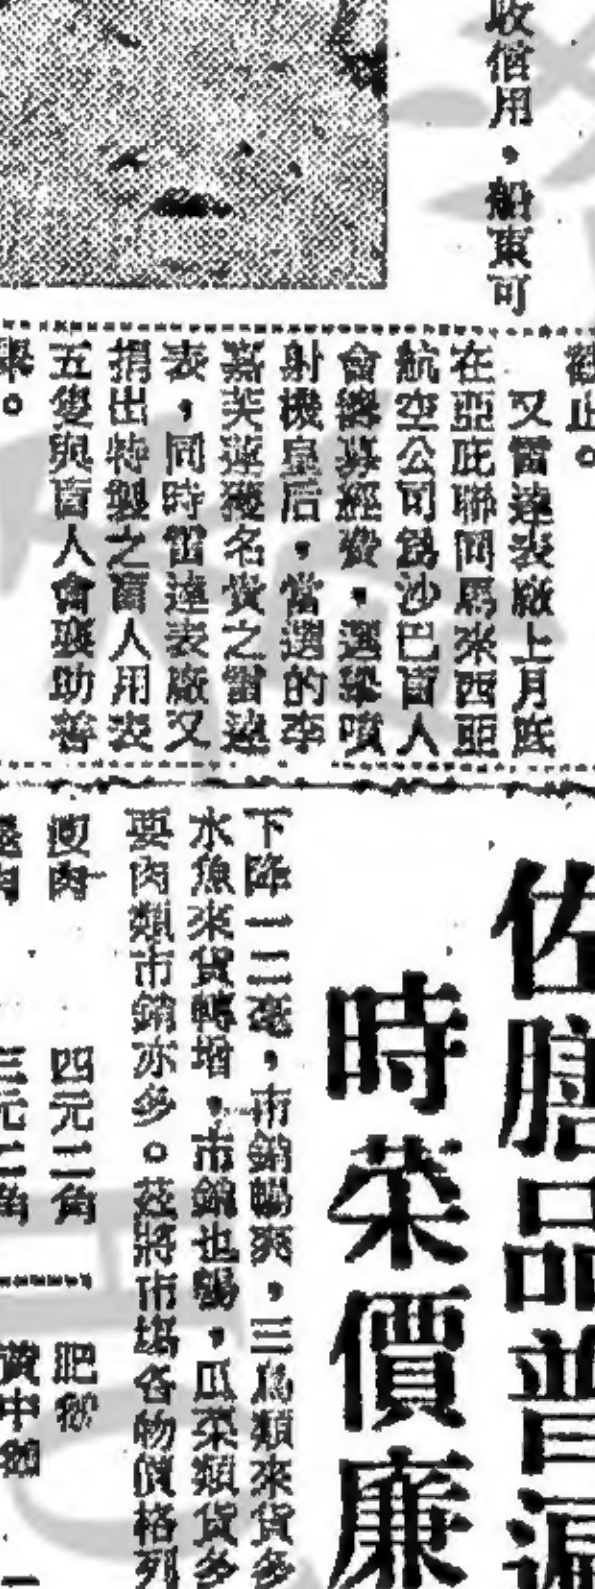 收信用，船東可
勸止。
又雷達表廠上月底
在亞庇聯同馬來西亞
航空公司爲沙巴盲人
會籌募經費，選舉噴
射機皇后，當選的李
嘉芙蓮獲名貴之雷達
表，同時雷達表廠又
捐出特製之盲人用表
五隻與盲人會襄助善
舉。
佐膳品普遍
時菜價廉
下降一二毫，市銷暢爽，三鳥類來貨多
水魚來貨轉增，市銷也暢，瓜菜類貨多
要肉類市銷亦多。茲將市場各物價格列
瘦肉 四元二角
肥
三元二角
黄中